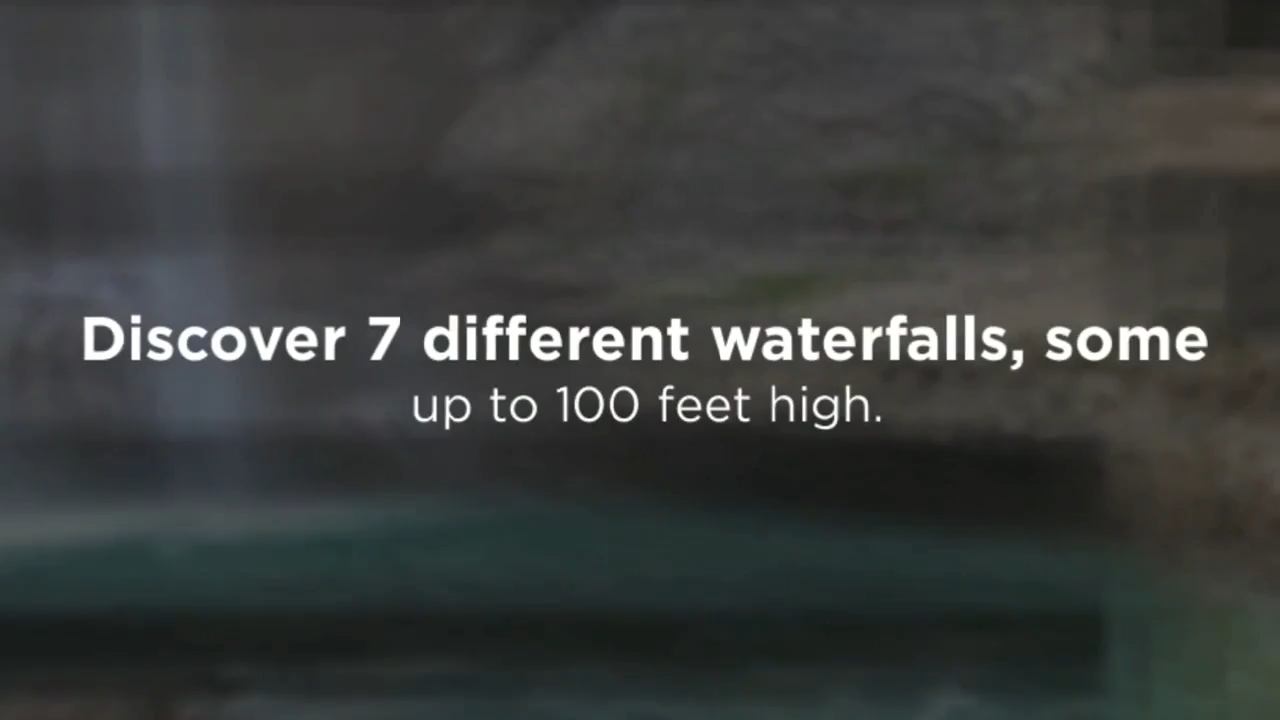 Discover 7 different waterfalls, some
up to 100 feet high.